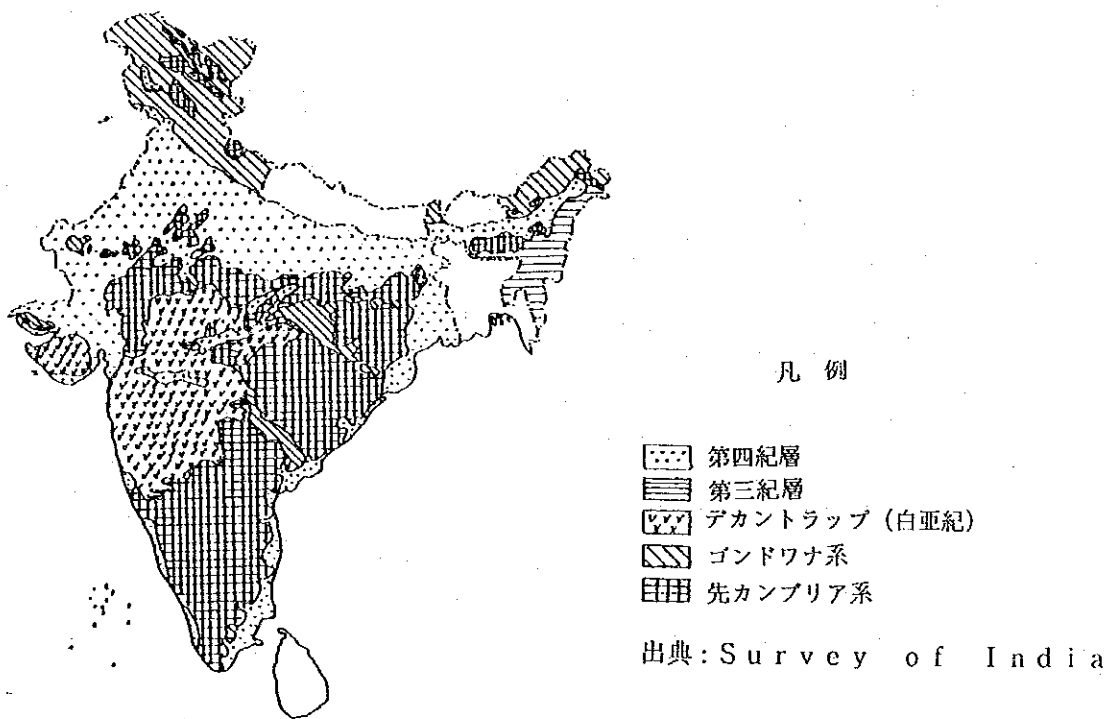 凡例
第四紀層
第三紀層
デカントラップ（白亜紀）
ゴンドワナ系
先カンブリア系
出典：Survey of India